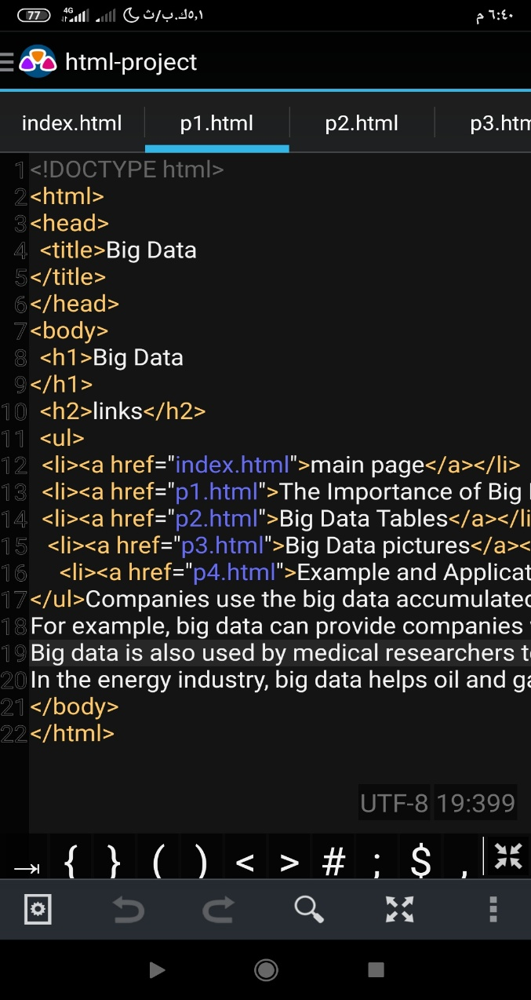 77 4G ٥,١ك.ب/ث ٦:٤٠ م
html-project
index.html p1.html p2.html p3.htm
1 <!DOCTYPE html>
2 <html>
3 <head>
4 <title>Big Data
5 </title>
6 </head>
7 <body>
8 <h1>Big Data
9 </h1>
10 <h2>links</h2>
11 <ul>
12 <li><a href="index.html">main page</a></li>
13 <li><a href="p1.html">The Importance of Big
14 <li><a href="p2.html">Big Data Tables</a></li
15 <li><a href="p3.html">Big Data pictures</a><
16 <li><a href="p4.html">Example and Applicat
17 </ul>Companies use the big data accumulated
18 For example, big data can provide companies
19 Big data is also used by medical researchers t
20 In the energy industry, big data helps oil and ga
21 </body>
22 </html>
UTF-8 19:399
{ } ( ) < > # ; $ ,